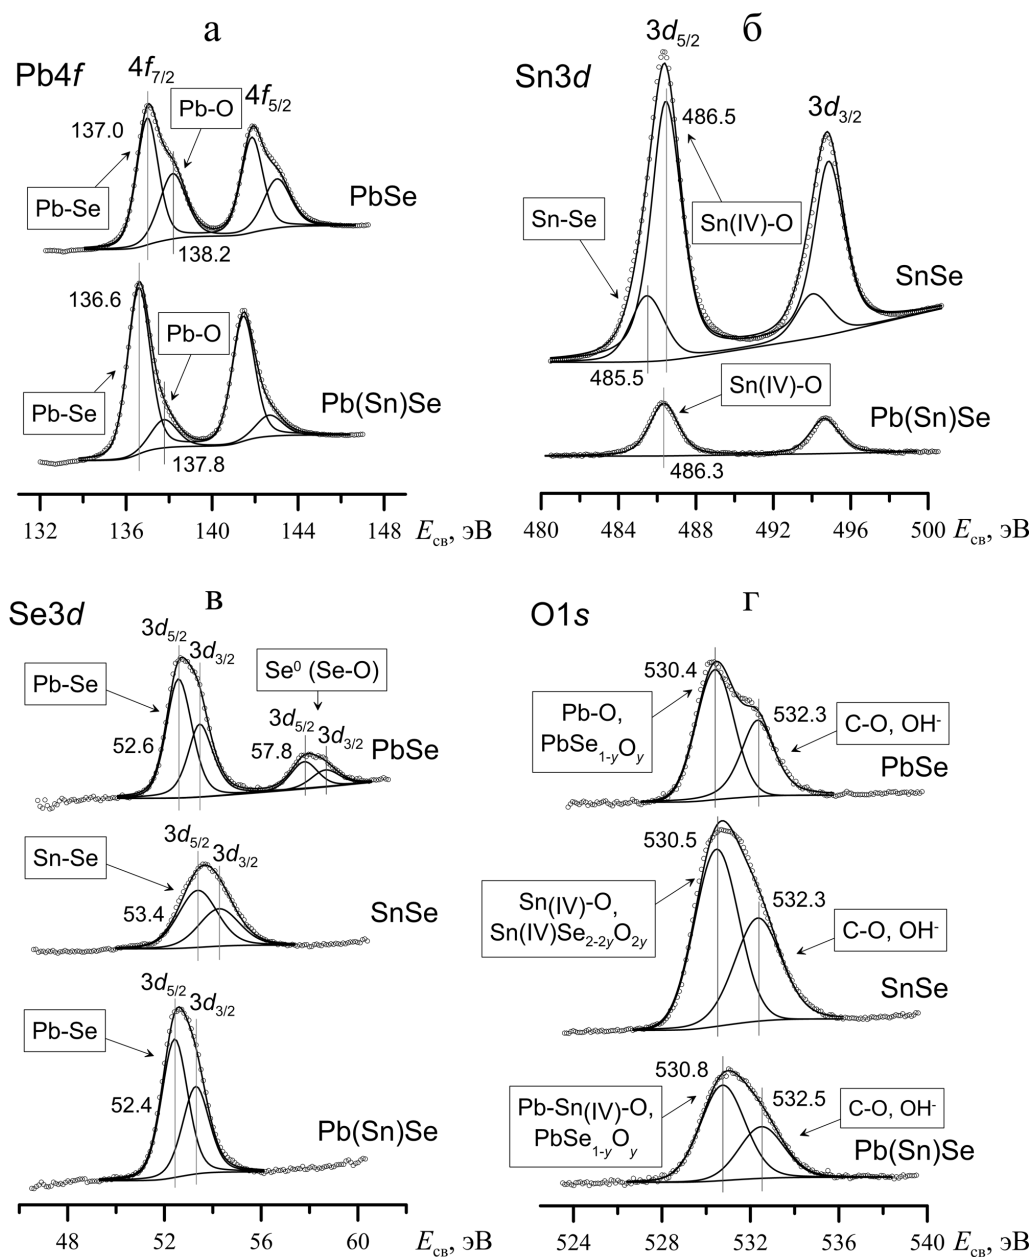 а
Pb4f
4f7/2
4f5/2
137.0
Pb-O
Pb-Se
PbSe
138.2
136.6
Pb-O
Pb-Se
Pb(Sn)Se
137.8
132 136 140 144 148 Eсв, эВ
б
Sn3d
3d5/2
3d3/2
486.5
Sn-Se
Sn(IV)-O
SnSe
485.5
Sn(IV)-O
Pb(Sn)Se
486.3
480 484 488 492 496 500 Eсв, эВ
в
Se3d
3d5/2
3d3/2
Pb-Se
Se0 (Se-O)
3d5/2
3d3/2
52.6
57.8
PbSe
3d5/2
3d3/2
Sn-Se
53.4
SnSe
3d5/2
3d3/2
Pb-Se
52.4
Pb(Sn)Se
48 52 56 60 Eсв, эВ
г
O1s
530.4
Pb-O,
PbSe1-yOy
532.3
C-O, OH-
PbSe
530.5
Sn(IV)-O,
Sn(IV)Se2-2yO2y
532.3
C-O, OH-
SnSe
530.8
Pb-Sn(IV)-O,
PbSe1-yOy
532.5
C-O, OH-
Pb(Sn)Se
524 528 532 536 540 Eсв, эВ